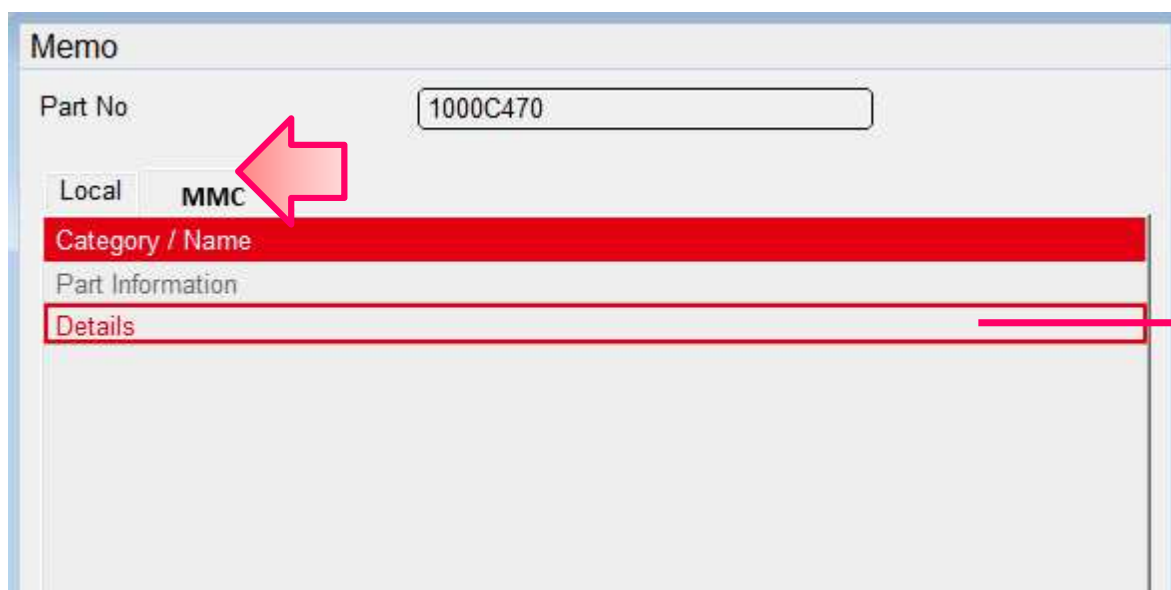 Memo
Part No 1000C470
Local MMC
Category / Name
Part Information
Details